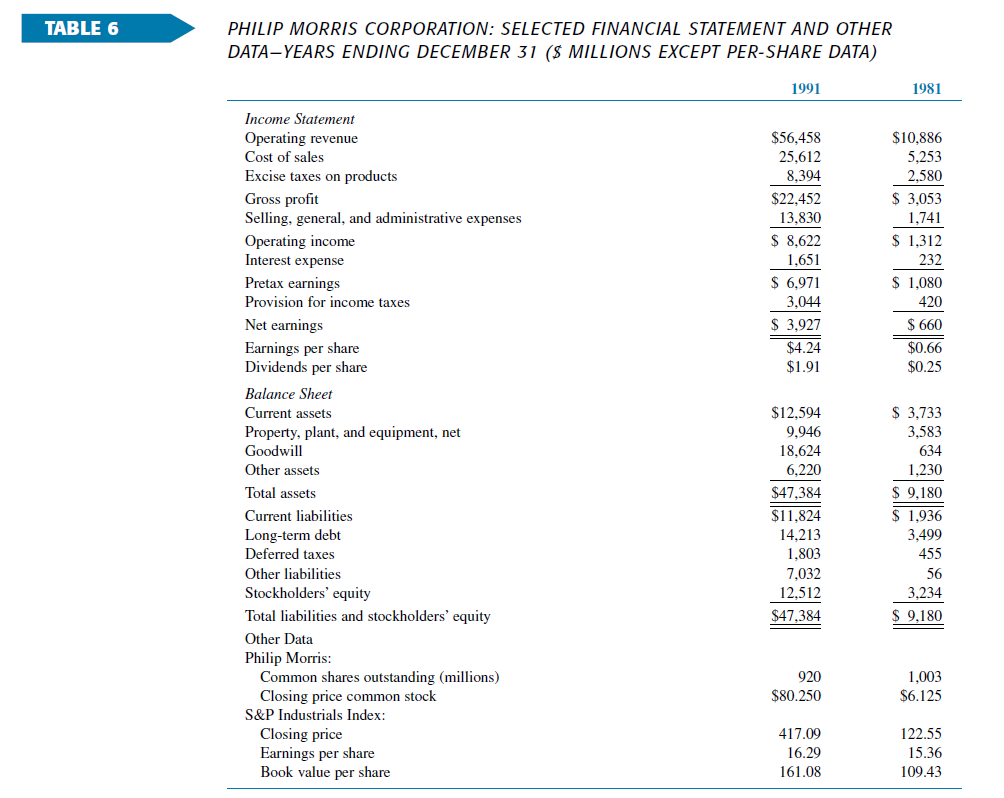 TABLE 6
PHILIP MORRIS CORPORATION: SELECTED FINANCIAL STATEMENT AND OTHER
DATA—YEARS ENDING DECEMBER 31 ($ MILLIONS EXCEPT PER-SHARE DATA)
1991 1981
Income Statement
Operating revenue $56,458 $10,886
Cost of sales 25,612 5,253
Excise taxes on products 8,394 2,580
Gross profit $22,452 $ 3,053
Selling, general, and administrative expenses 13,830 1,741
Operating income $ 8,622 $ 1,312
Interest expense 1,651 232
Pretax earnings $ 6,971 $ 1,080
Provision for income taxes 3,044 420
Net earnings $ 3,927 $ 660
Earnings per share $4.24 $0.66
Dividends per share $1.91 $0.25
Balance Sheet
Current assets $12,594 $ 3,733
Property, plant, and equipment, net 9,946 3,583
Goodwill 18,624 634
Other assets 6,220 1,230
Total assets $47,384 $ 9,180
Current liabilities $11,824 $ 1,936
Long-term debt 14,213 3,499
Deferred taxes 1,803 455
Other liabilities 7,032 56
Stockholders' equity 12,512 3,234
Total liabilities and stockholders' equity $47,384 $ 9,180
Other Data
Philip Morris:
Common shares outstanding (millions) 920 1,003
Closing price common stock $80.250 $6.125
S&P Industrials Index:
Closing price 417.09 122.55
Earnings per share 16.29 15.36
Book value per share 161.08 109.43